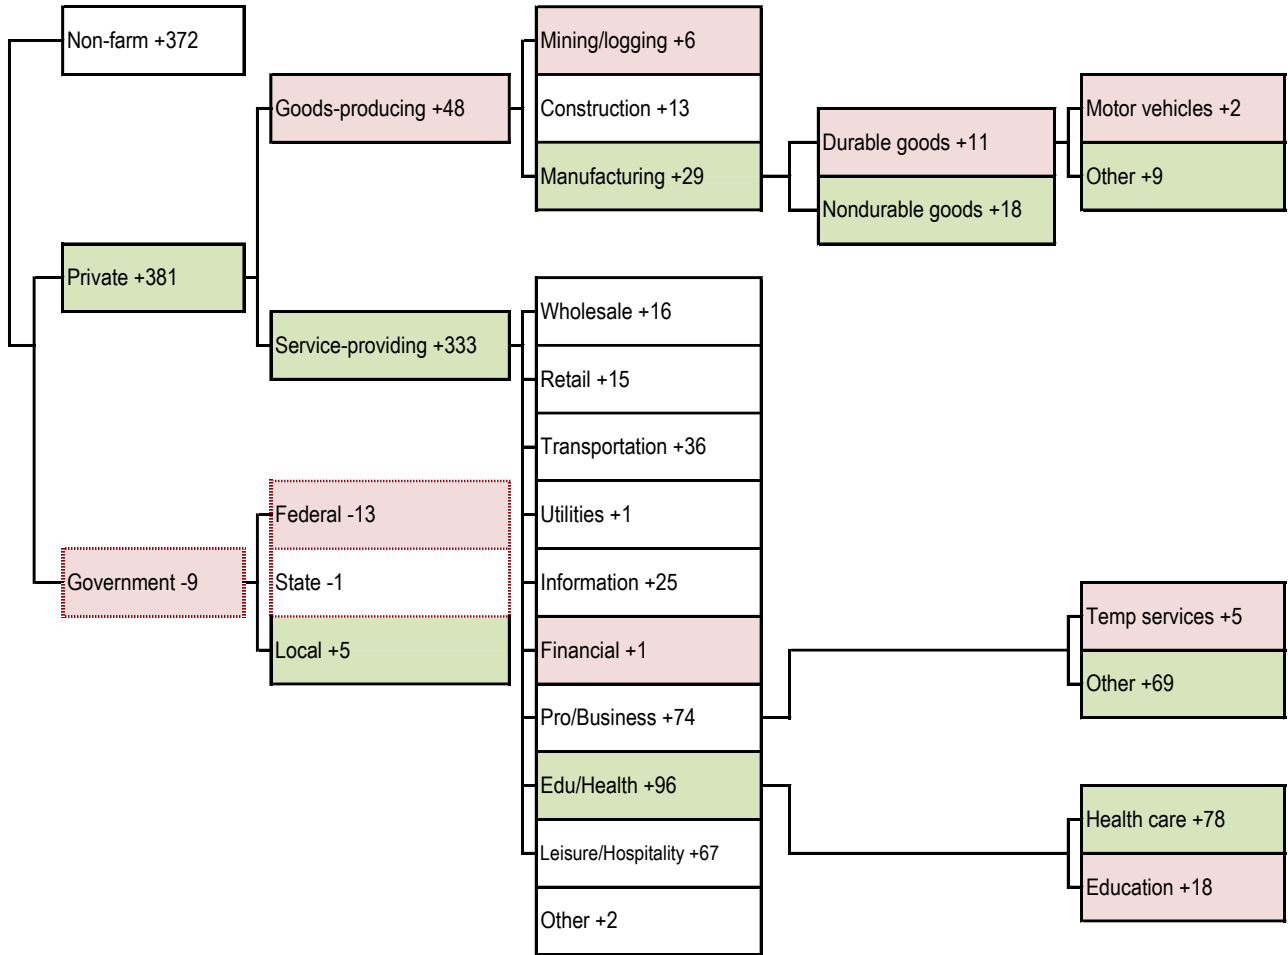 Non-farm +372
Private +381
Government -9
Goods-producing +48
Service-providing +333
Federal -13
State -1
Local +5
Mining/logging +6
Construction +13
Manufacturing +29
Wholesale +16
Retail +15
Transportation +36
Utilities +1
Information +25
Financial +1
Pro/Business +74
Edu/Health +96
Leisure/Hospitality +67
Other +2
Durable goods +11
Nondurable goods +18
Motor vehicles +2
Other +9
Temp services +5
Other +69
Health care +78
Education +18